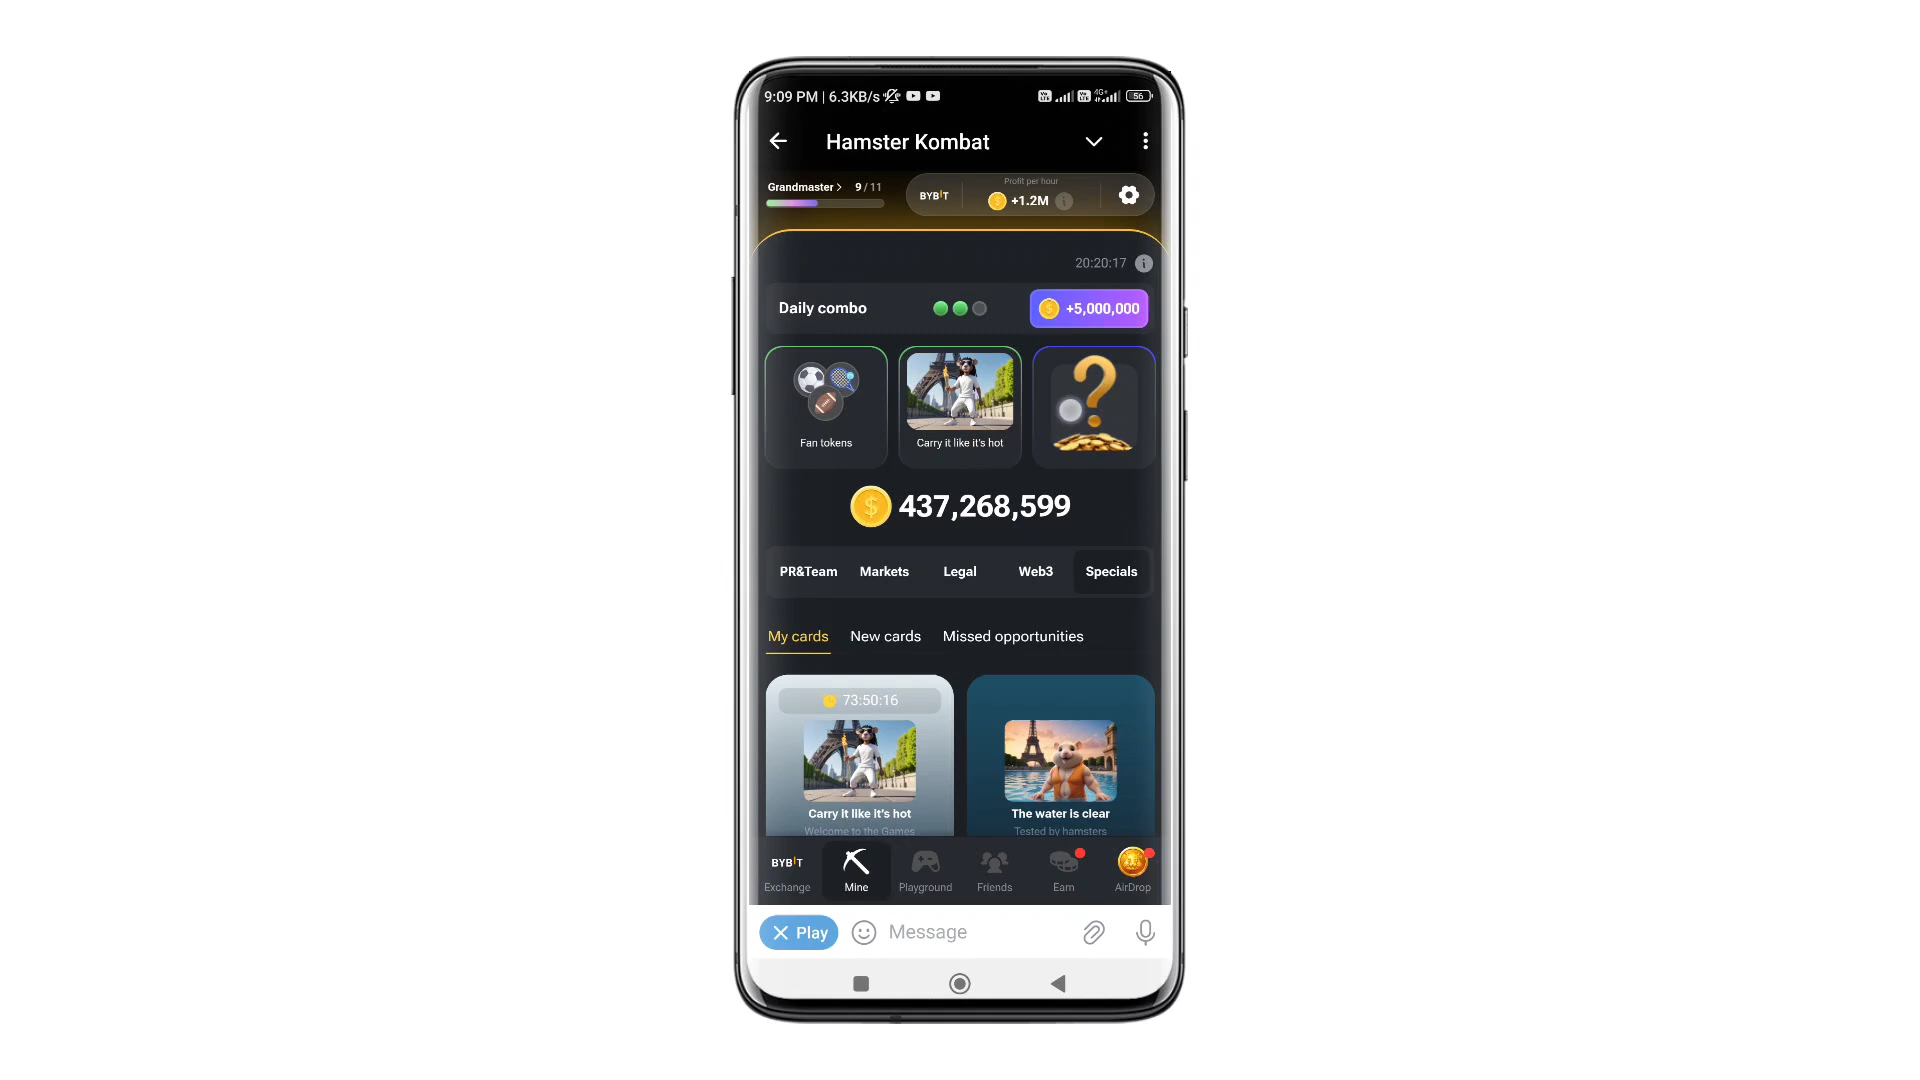 9:09 PM | 6.3KB/s
4G+
56
Hamster Kombat
Grandmaster > 9 / 11
BYBIT
Profit per hour
+1.2M
20:20:17
Daily combo
+5,000,000
Fan tokens
Carry it like it's hot
437,268,599
PR&Team Markets Legal Web3 Specials
My cards New cards Missed opportunities
73:50:16
Carry it like it's hot
Welcome to the Games
The water is clear
Tested by hamsters
BYBIT
Exchange Mine Playground Friends Earn AirDrop
Play Message